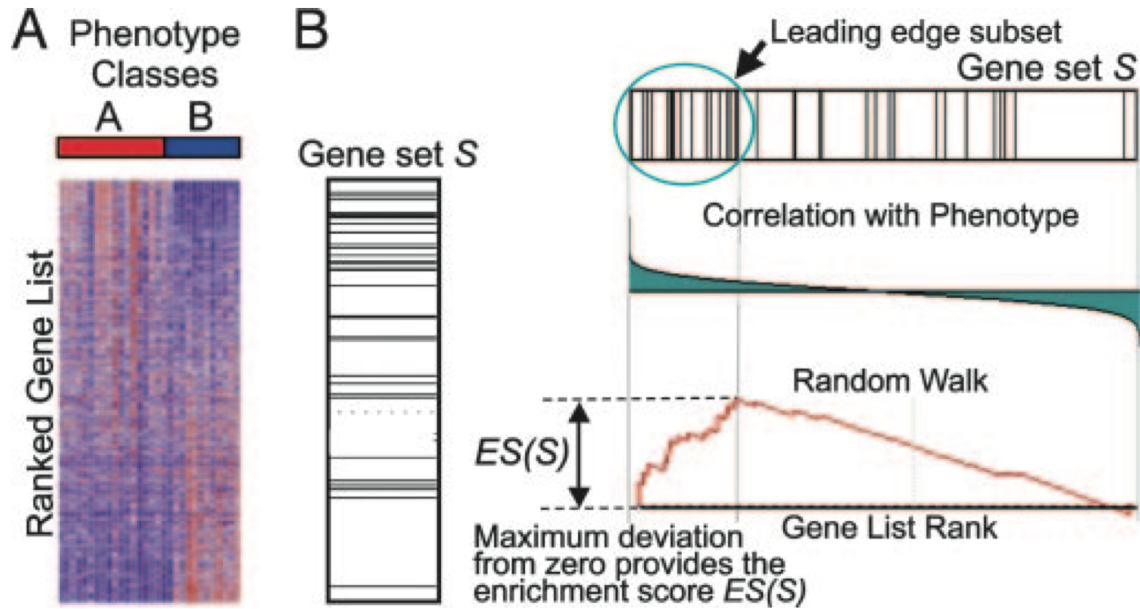 A
Phenotype
Classes
A B
Ranked Gene List
B
Gene set S
Leading edge subset
Gene set S
Correlation with Phenotype
Random Walk
ES(S)
Gene List Rank
Maximum deviation
from zero provides the
enrichment score ES(S)